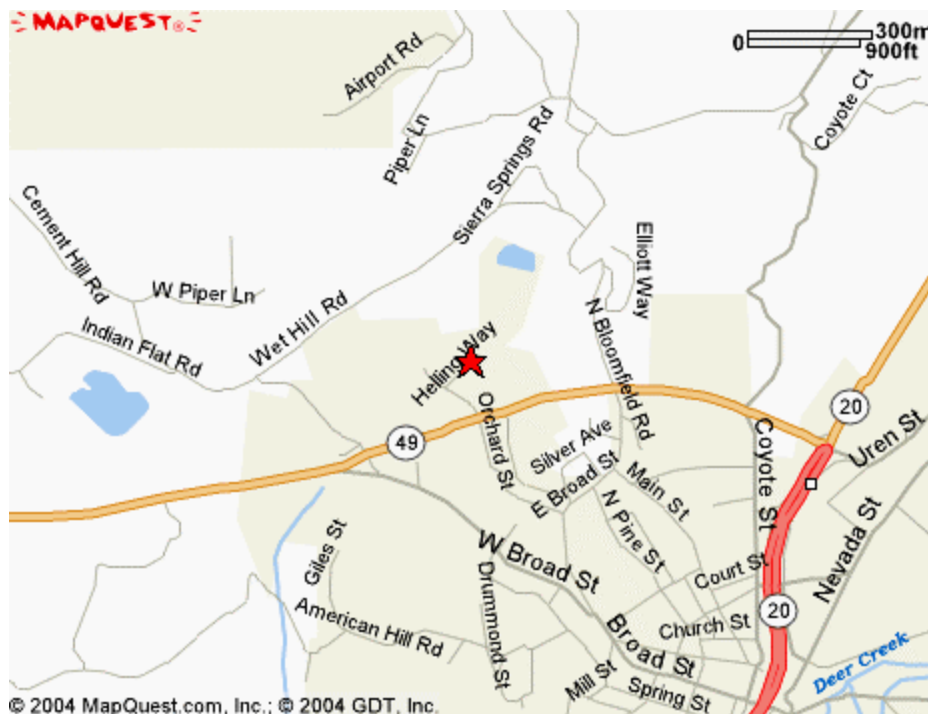 MAPQUEST
0
300m
900ft
Airport Rd
Piper Ln
Coyote Ct
Sierra Springs Rd
Cement Hill Rd
W Piper Ln
Elliott Way
Indian Flat Rd
Wet Hill Rd
N Bloomfield Rd
Helling Way
Orchard St
49
20
Uren St
Silver Ave
E Broad St
Main St
Coyote St
N Pine St
Nevada St
Giles St
W Broad St
Court St
Drummond St
American Hill Rd
Broad St
Church St
20
Mill St
Spring St
Deer Creek
© 2004 MapQuest.com, Inc.; © 2004 GDT, Inc.